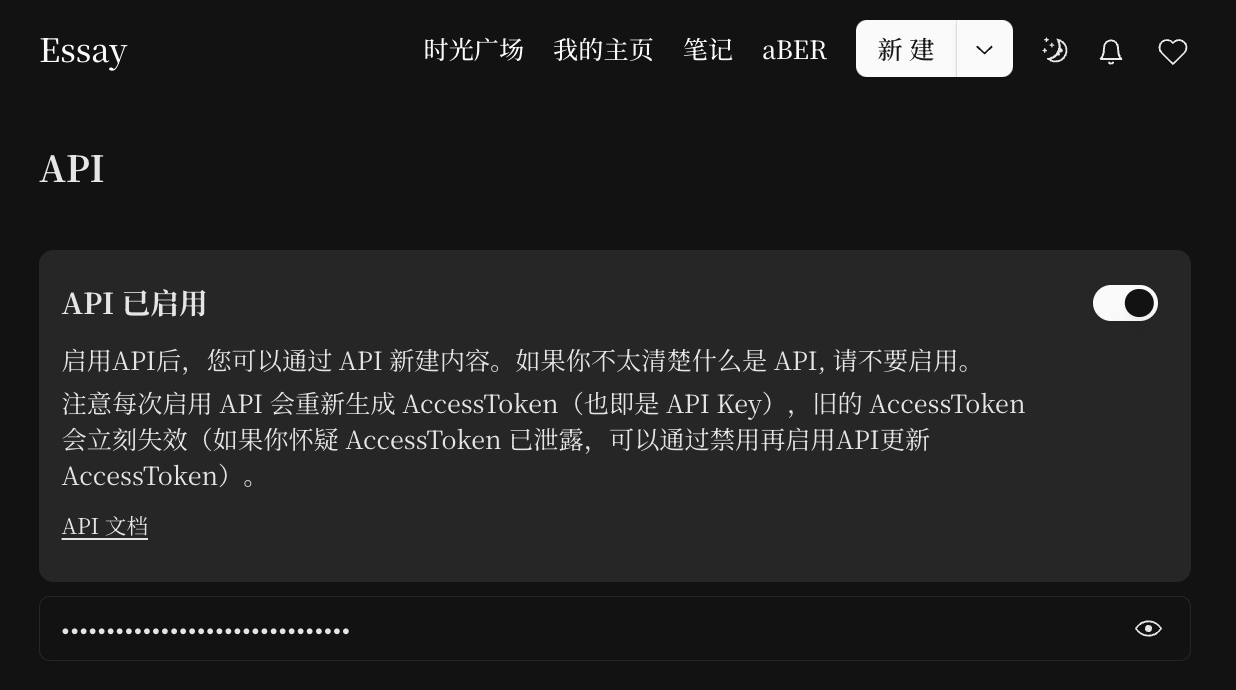 Essay
时光广场 我的主页 笔记 aBER 新 建
API
API 已启用
启用API后，您可以通过 API 新建内容。如果你不太清楚什么是 API, 请不要启用。
注意每次启用 API 会重新生成 AccessToken（也即是 API Key），旧的 AccessToken
会立刻失效（如果你怀疑 AccessToken 已泄露，可以通过禁用再启用API更新
AccessToken）。
API 文档
••••••••••••••••••••••••••••••••